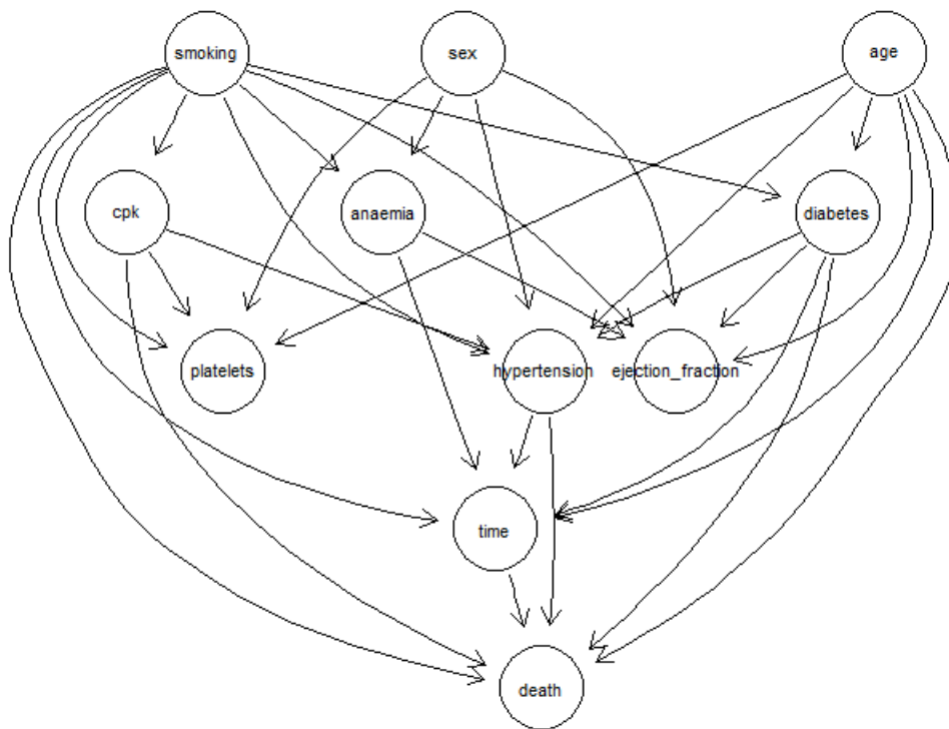 smoking
sex
age
cpk
anaemia
diabetes
platelets
hypertension
ejection_fraction
time
death